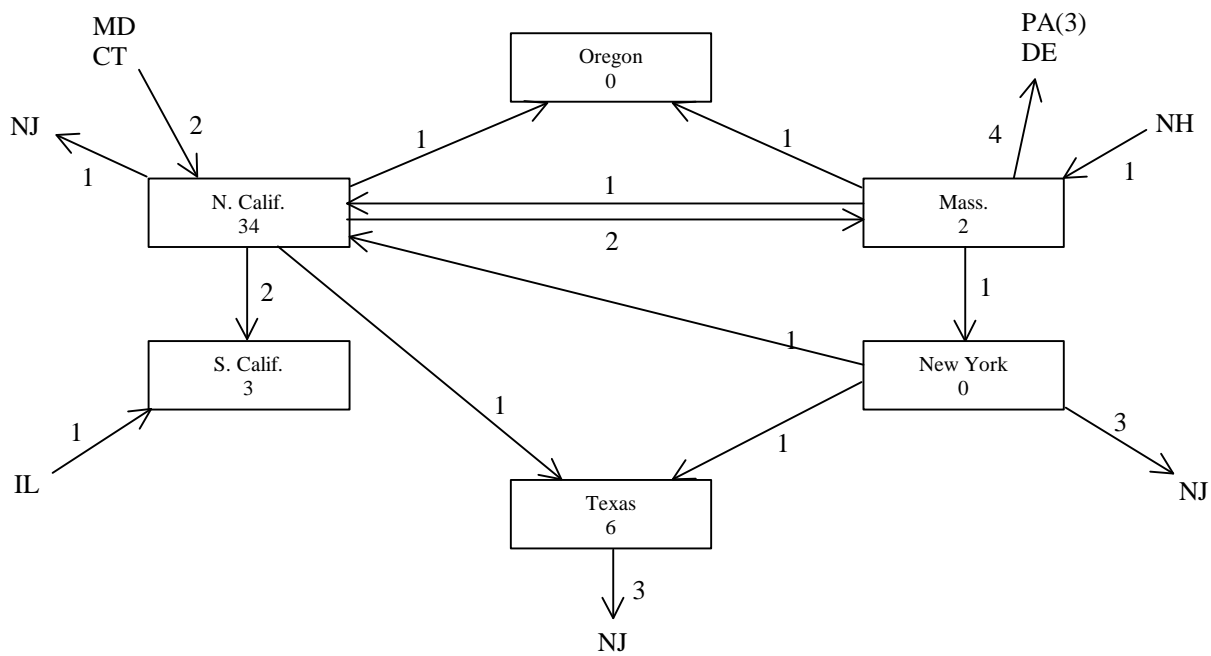 MD
CT
PA(3)
DE
Oregon
0
NJ
2
1
1
1
4
NH
1
N. Calif.
34
1
2
Mass.
2
2
1
S. Calif.
3
1
New York
0
1
1
1
3
IL
NJ
Texas
6
3
NJ